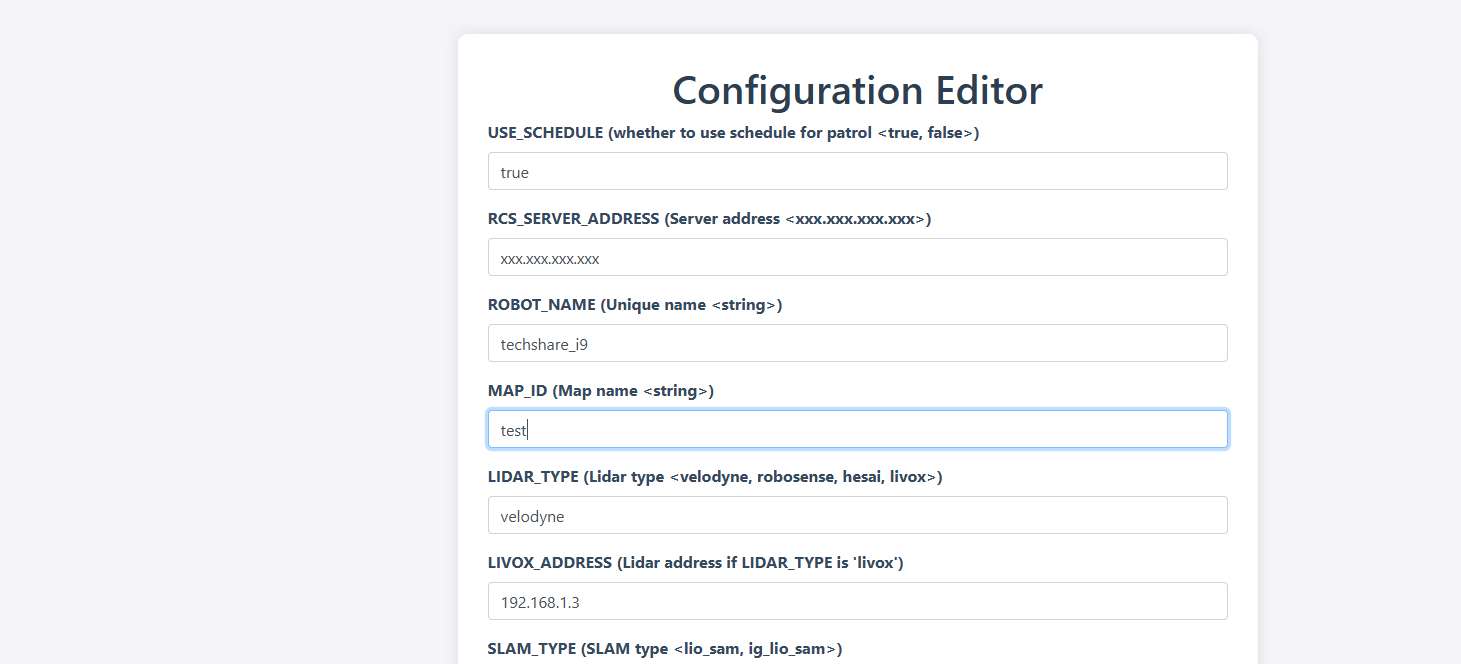 Configuration Editor
USE_SCHEDULE (whether to use schedule for patrol <true, false>)
true
RCS_SERVER_ADDRESS (Server address <xxx.xxx.xxx.xxx>)
xxx.xxx.xxx.xxx
ROBOT_NAME (Unique name <string>)
techshare_i9
MAP_ID (Map name <string>)
test
LIDAR_TYPE (Lidar type <velodyne, robosense, hesai, livox>)
velodyne
LIVOX_ADDRESS (Lidar address if LIDAR_TYPE is 'livox')
192.168.1.3
SLAM_TYPE (SLAM type <lio_sam, ig_lio_sam>)